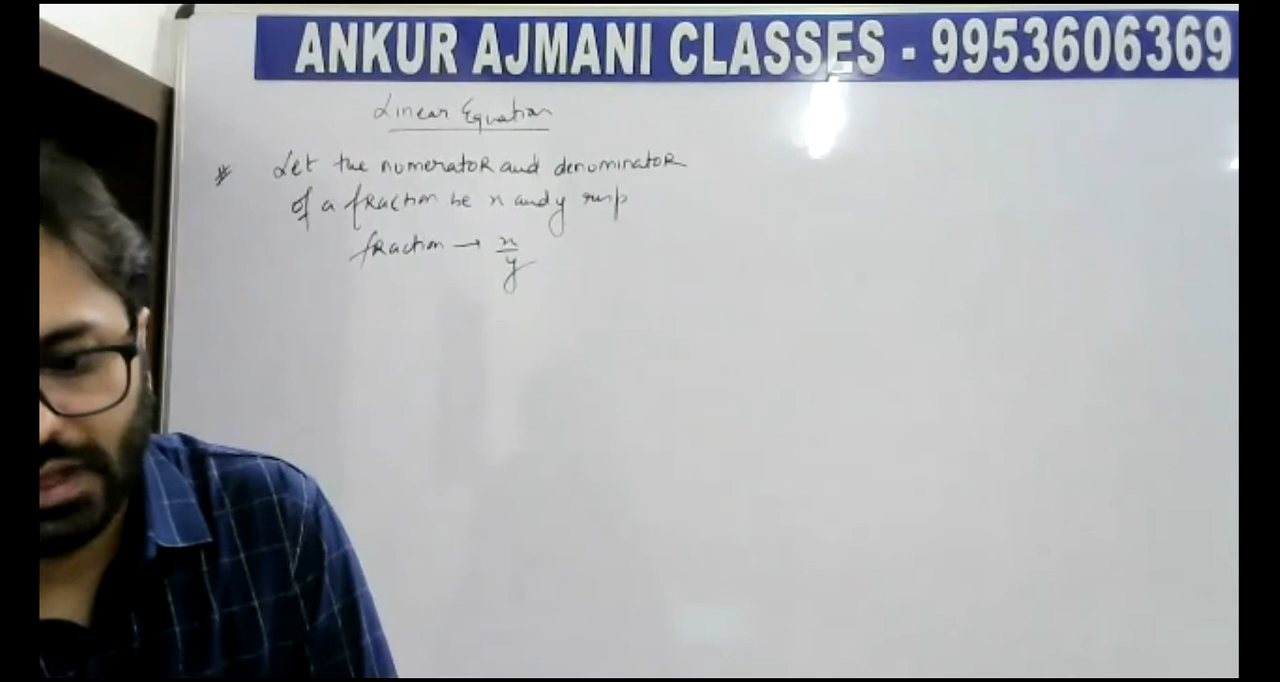 ANKUR AJMANI CLASSES - 9953606369
Linear Equation
* Let the numerator and denominator
of a fraction be x and y resp
fraction → x/y